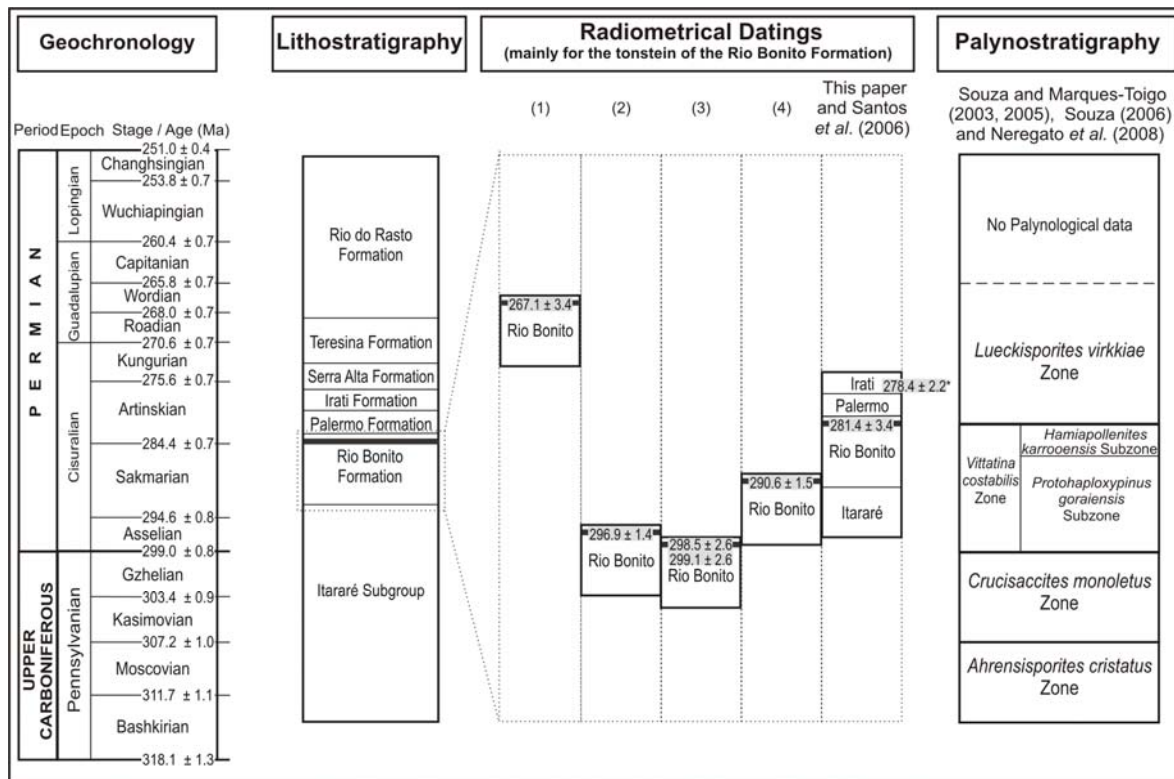 Geochronology
Lithostratigraphy
Radiometrical Datings
(mainly for the tonstein of the Rio Bonito Formation)
Palynostratigraphy
Period Epoch Stage / Age (Ma)
(1)
(2)
(3)
(4)
This paper
and Santos
et al. (2006)
Souza and Marques-Toigo
(2003, 2005), Souza (2006)
and Neregato et al. (2008)
PERMIAN
UPPER
CARBONIFEROUS
Lopingian
Guadalupian
Cisuralian
Pennsylvanian
251.0 ± 0.4
Changhsingian
253.8 ± 0.7
Wuchiapingian
260.4 ± 0.7
Capitanian
265.8 ± 0.7
Wordian
268.0 ± 0.7
Roadian
270.6 ± 0.7
Kungurian
275.6 ± 0.7
Artinskian
284.4 ± 0.7
Sakmarian
294.6 ± 0.8
Asselian
299.0 ± 0.8
Gzhelian
303.4 ± 0.9
Kasimovian
307.2 ± 1.0
Moscovian
311.7 ± 1.1
Bashkirian
318.1 ± 1.3
Rio do Rasto
Formation
Teresina Formation
Serra Alta Formation
Irati Formation
Palermo Formation
Rio Bonito
Formation
Itararé Subgroup
267.1 ± 3.4
Rio Bonito
296.9 ± 1.4
Rio Bonito
298.5 ± 2.6
299.1 ± 2.6
Rio Bonito
290.6 ± 1.5
Rio Bonito
Irati 278.4 ± 2.2*
Palermo
281.4 ± 3.4
Rio Bonito
Itararé
No Palynological data
Lueckisporites virkkiae
Zone
Vittatina
costabilis
Zone
Hamiapollenites
karrooensis Subzone
Protohaploxypinus
goraiensis
Subzone
Crucisaccites monoletus
Zone
Ahrensisporites cristatus
Zone